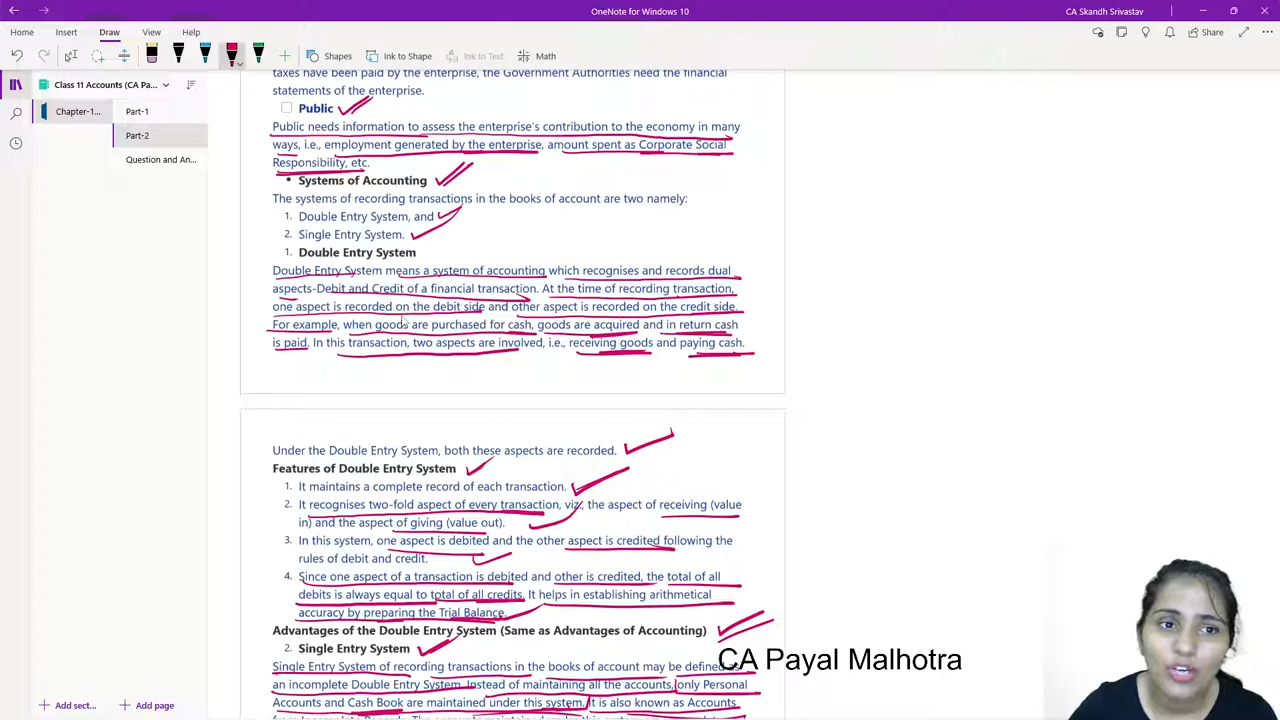 OneNote for Windows 10
CA Skandh Srivastav
Home Insert Draw View Help
Share
Shapes Ink to Shape Ink to Text Math
Class 11 Accounts (CA Pa...
Chapter-1...
Part-1
Part-2
Question and An...
taxes have been paid by the enterprise, the Government Authorities need the financial
statements of the enterprise.
Public
Public needs information to assess the enterprise's contribution to the economy in many
ways, i.e., employment generated by the enterprise, amount spent as Corporate Social
Responsibility, etc.
• Systems of Accounting
The systems of recording transactions in the books of account are two namely:
1. Double Entry System, and
2. Single Entry System.
1. Double Entry System
Double Entry System means a system of accounting which recognises and records dual
aspects-Debit and Credit of a financial transaction. At the time of recording transaction,
one aspect is recorded on the debit side and other aspect is recorded on the credit side.
For example, when goods are purchased for cash, goods are acquired and in return cash
is paid. In this transaction, two aspects are involved, i.e., receiving goods and paying cash.
Under the Double Entry System, both these aspects are recorded.
Features of Double Entry System
1. It maintains a complete record of each transaction.
2. It recognises two-fold aspect of every transaction, viz., the aspect of receiving (value
in) and the aspect of giving (value out).
3. In this system, one aspect is debited and the other aspect is credited following the
rules of debit and credit.
4. Since one aspect of a transaction is debited and other is credited, the total of all
debits is always equal to total of all credits. It helps in establishing arithmetical
accuracy by preparing the Trial Balance.
Advantages of the Double Entry System (Same as Advantages of Accounting)
2. Single Entry System
Single Entry System of recording transactions in the books of account may be defined as
an incomplete Double Entry System. Instead of maintaining all the accounts, only Personal
Accounts and Cash Book are maintained under this system. It is also known as Accounts
CA Payal Malhotra
Add sect... Add page